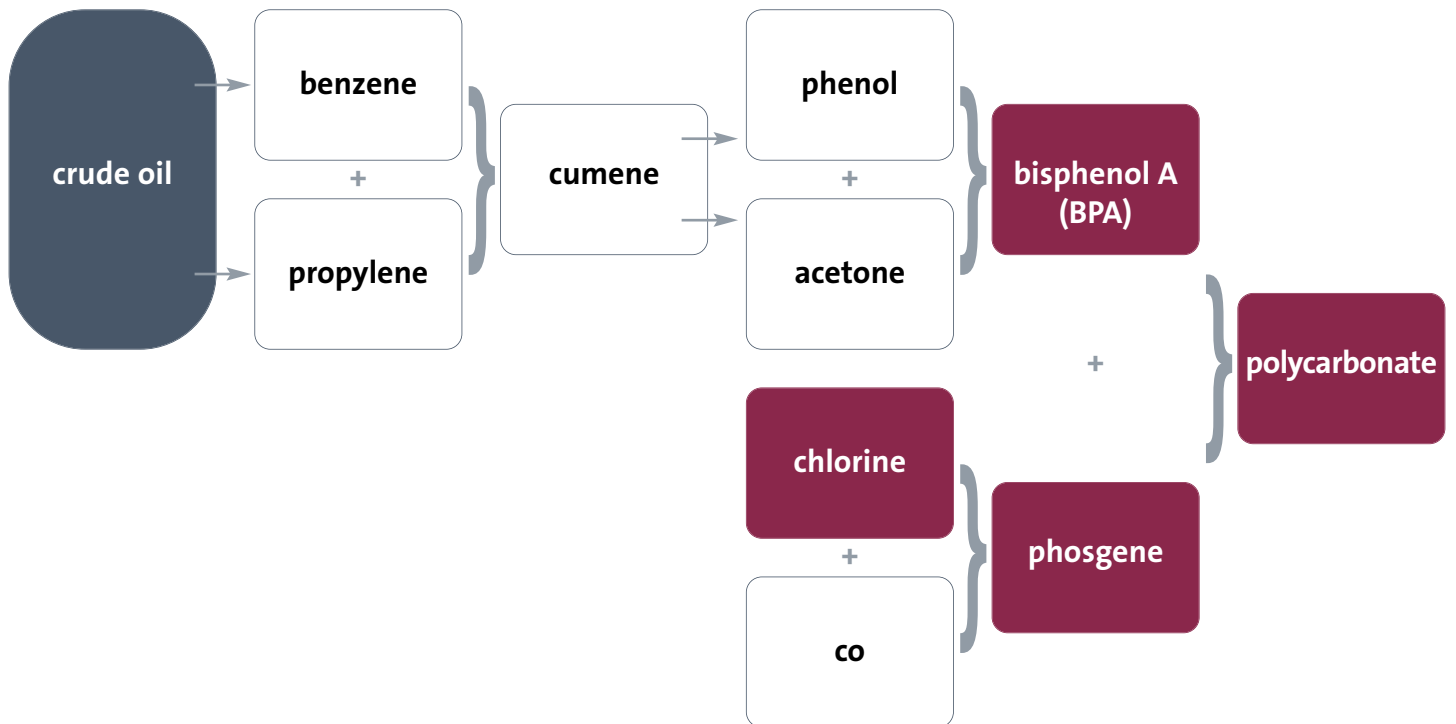 crude oil
benzene
+
propylene
cumene
phenol
+
acetone
bisphenol A
(BPA)
+
polycarbonate
chlorine
+
co
phosgene